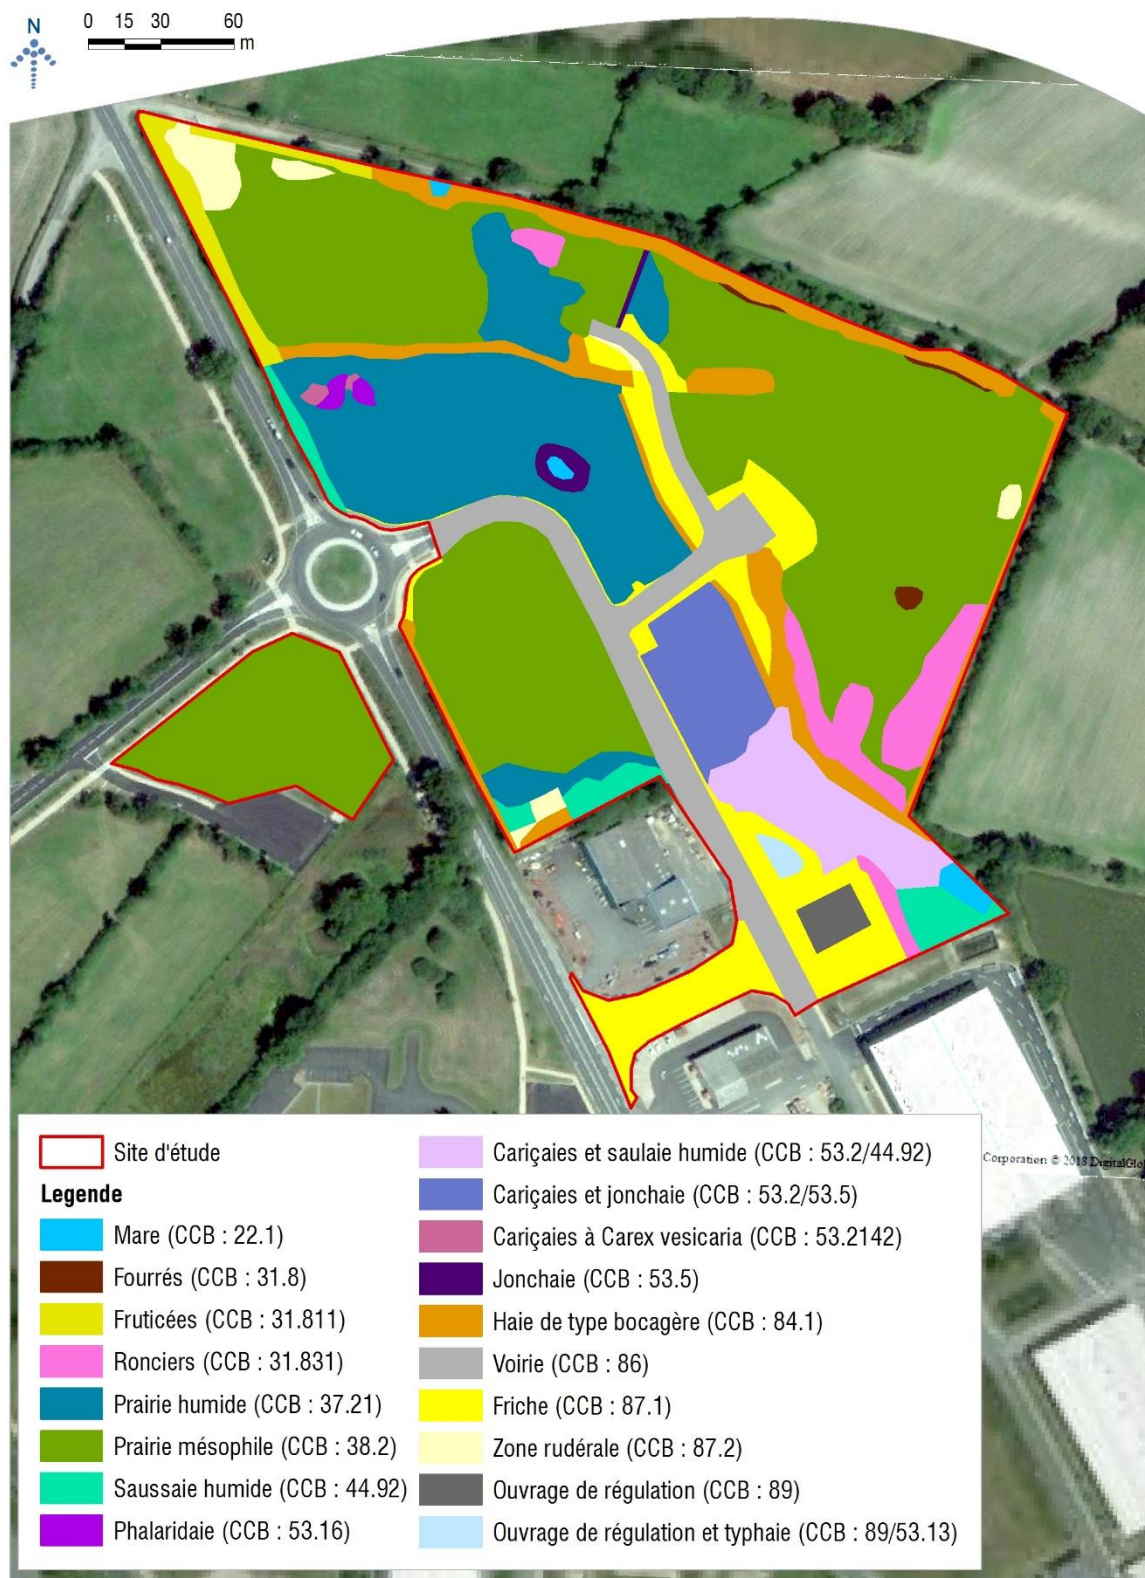 N
0 15 30 60
m
Corporation © 2018 DigitalGlo
Site d'étude
Legende
Mare (CCB : 22.1)
Fourrés (CCB : 31.8)
Fruticées (CCB : 31.811)
Ronciers (CCB : 31.831)
Prairie humide (CCB : 37.21)
Prairie mésophile (CCB : 38.2)
Saussaie humide (CCB : 44.92)
Phalaridaie (CCB : 53.16)
Cariçaies et saulaie humide (CCB : 53.2/44.92)
Cariçaies et jonchaie (CCB : 53.2/53.5)
Cariçaies à Carex vesicaria (CCB : 53.2142)
Jonchaie (CCB : 53.5)
Haie de type bocagère (CCB : 84.1)
Voirie (CCB : 86)
Friche (CCB : 87.1)
Zone rudérale (CCB : 87.2)
Ouvrage de régulation (CCB : 89)
Ouvrage de régulation et typhaie (CCB : 89/53.13)